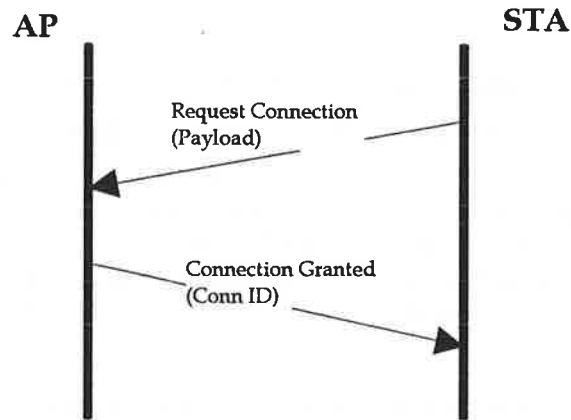 AP
STA
Request Connection
(Payload)
Connection Granted
(Conn ID)